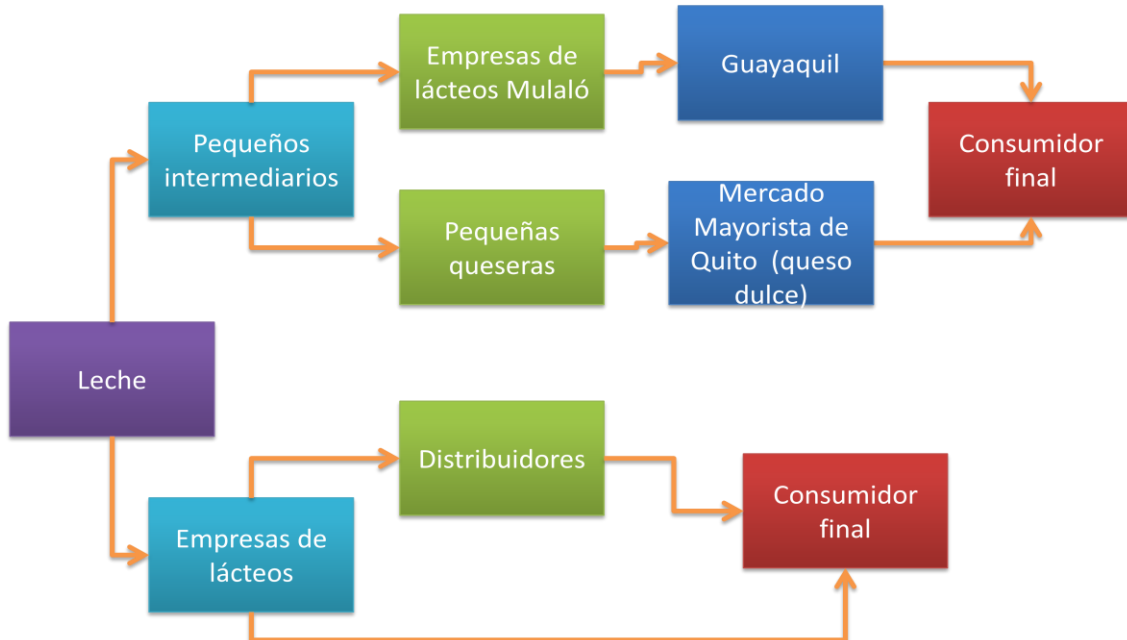 Empresas de
lácteos Mulaló
Guayaquil
Pequeños
intermediarios
Consumidor
final
Pequeñas
queseras
Mercado
Mayorista de
Quito  (queso
dulce)
Leche
Distribuidores
Consumidor
final
Empresas de
lácteos